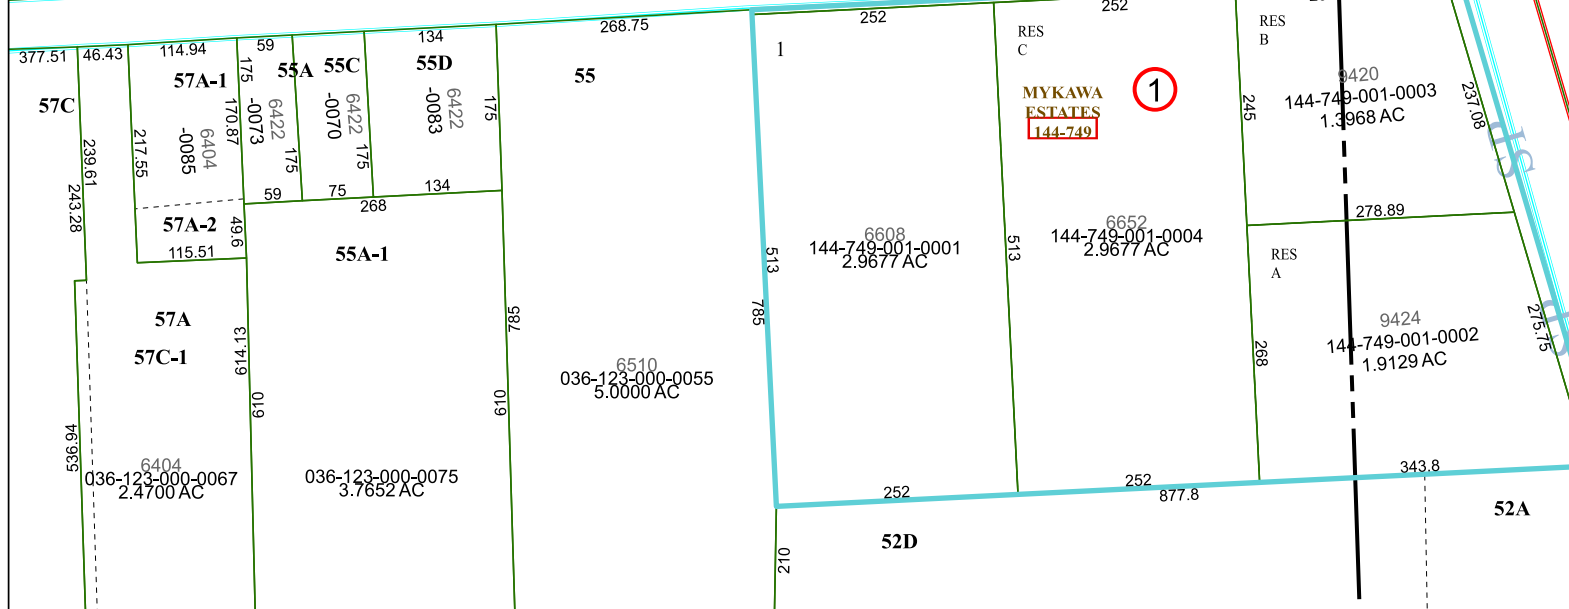 377.51
46.43
114.94
59
134
268.75
252
252
57C
57A-1
55A
55C
55D
55
1
RES
C
RES
B
MYKAWA
ESTATES
144-749
1
9420
144-749-001-0003
1.3968 AC
237.08
245
175
170.87
-0073
6422
175
-0070
6422
175
-0083
6422
175
239.61
243.28
217.55
-0085
6404
59
75
134
268
57A-2
49.6
115.51
55A-1
278.89
6608
144-749-001-0001
2.9677 AC
6652
144-749-001-0004
2.9677 AC
513
513
785
785
RES
A
9424
144-749-001-0002
1.9129 AC
275.75
268
57A
57C-1
614.13
610
610
6510
036-123-000-0055
5.0000 AC
536.94
6404
036-123-000-0067
2.4700 AC
036-123-000-0075
3.7652 AC
252
252
343.8
877.8
52D
52A
210